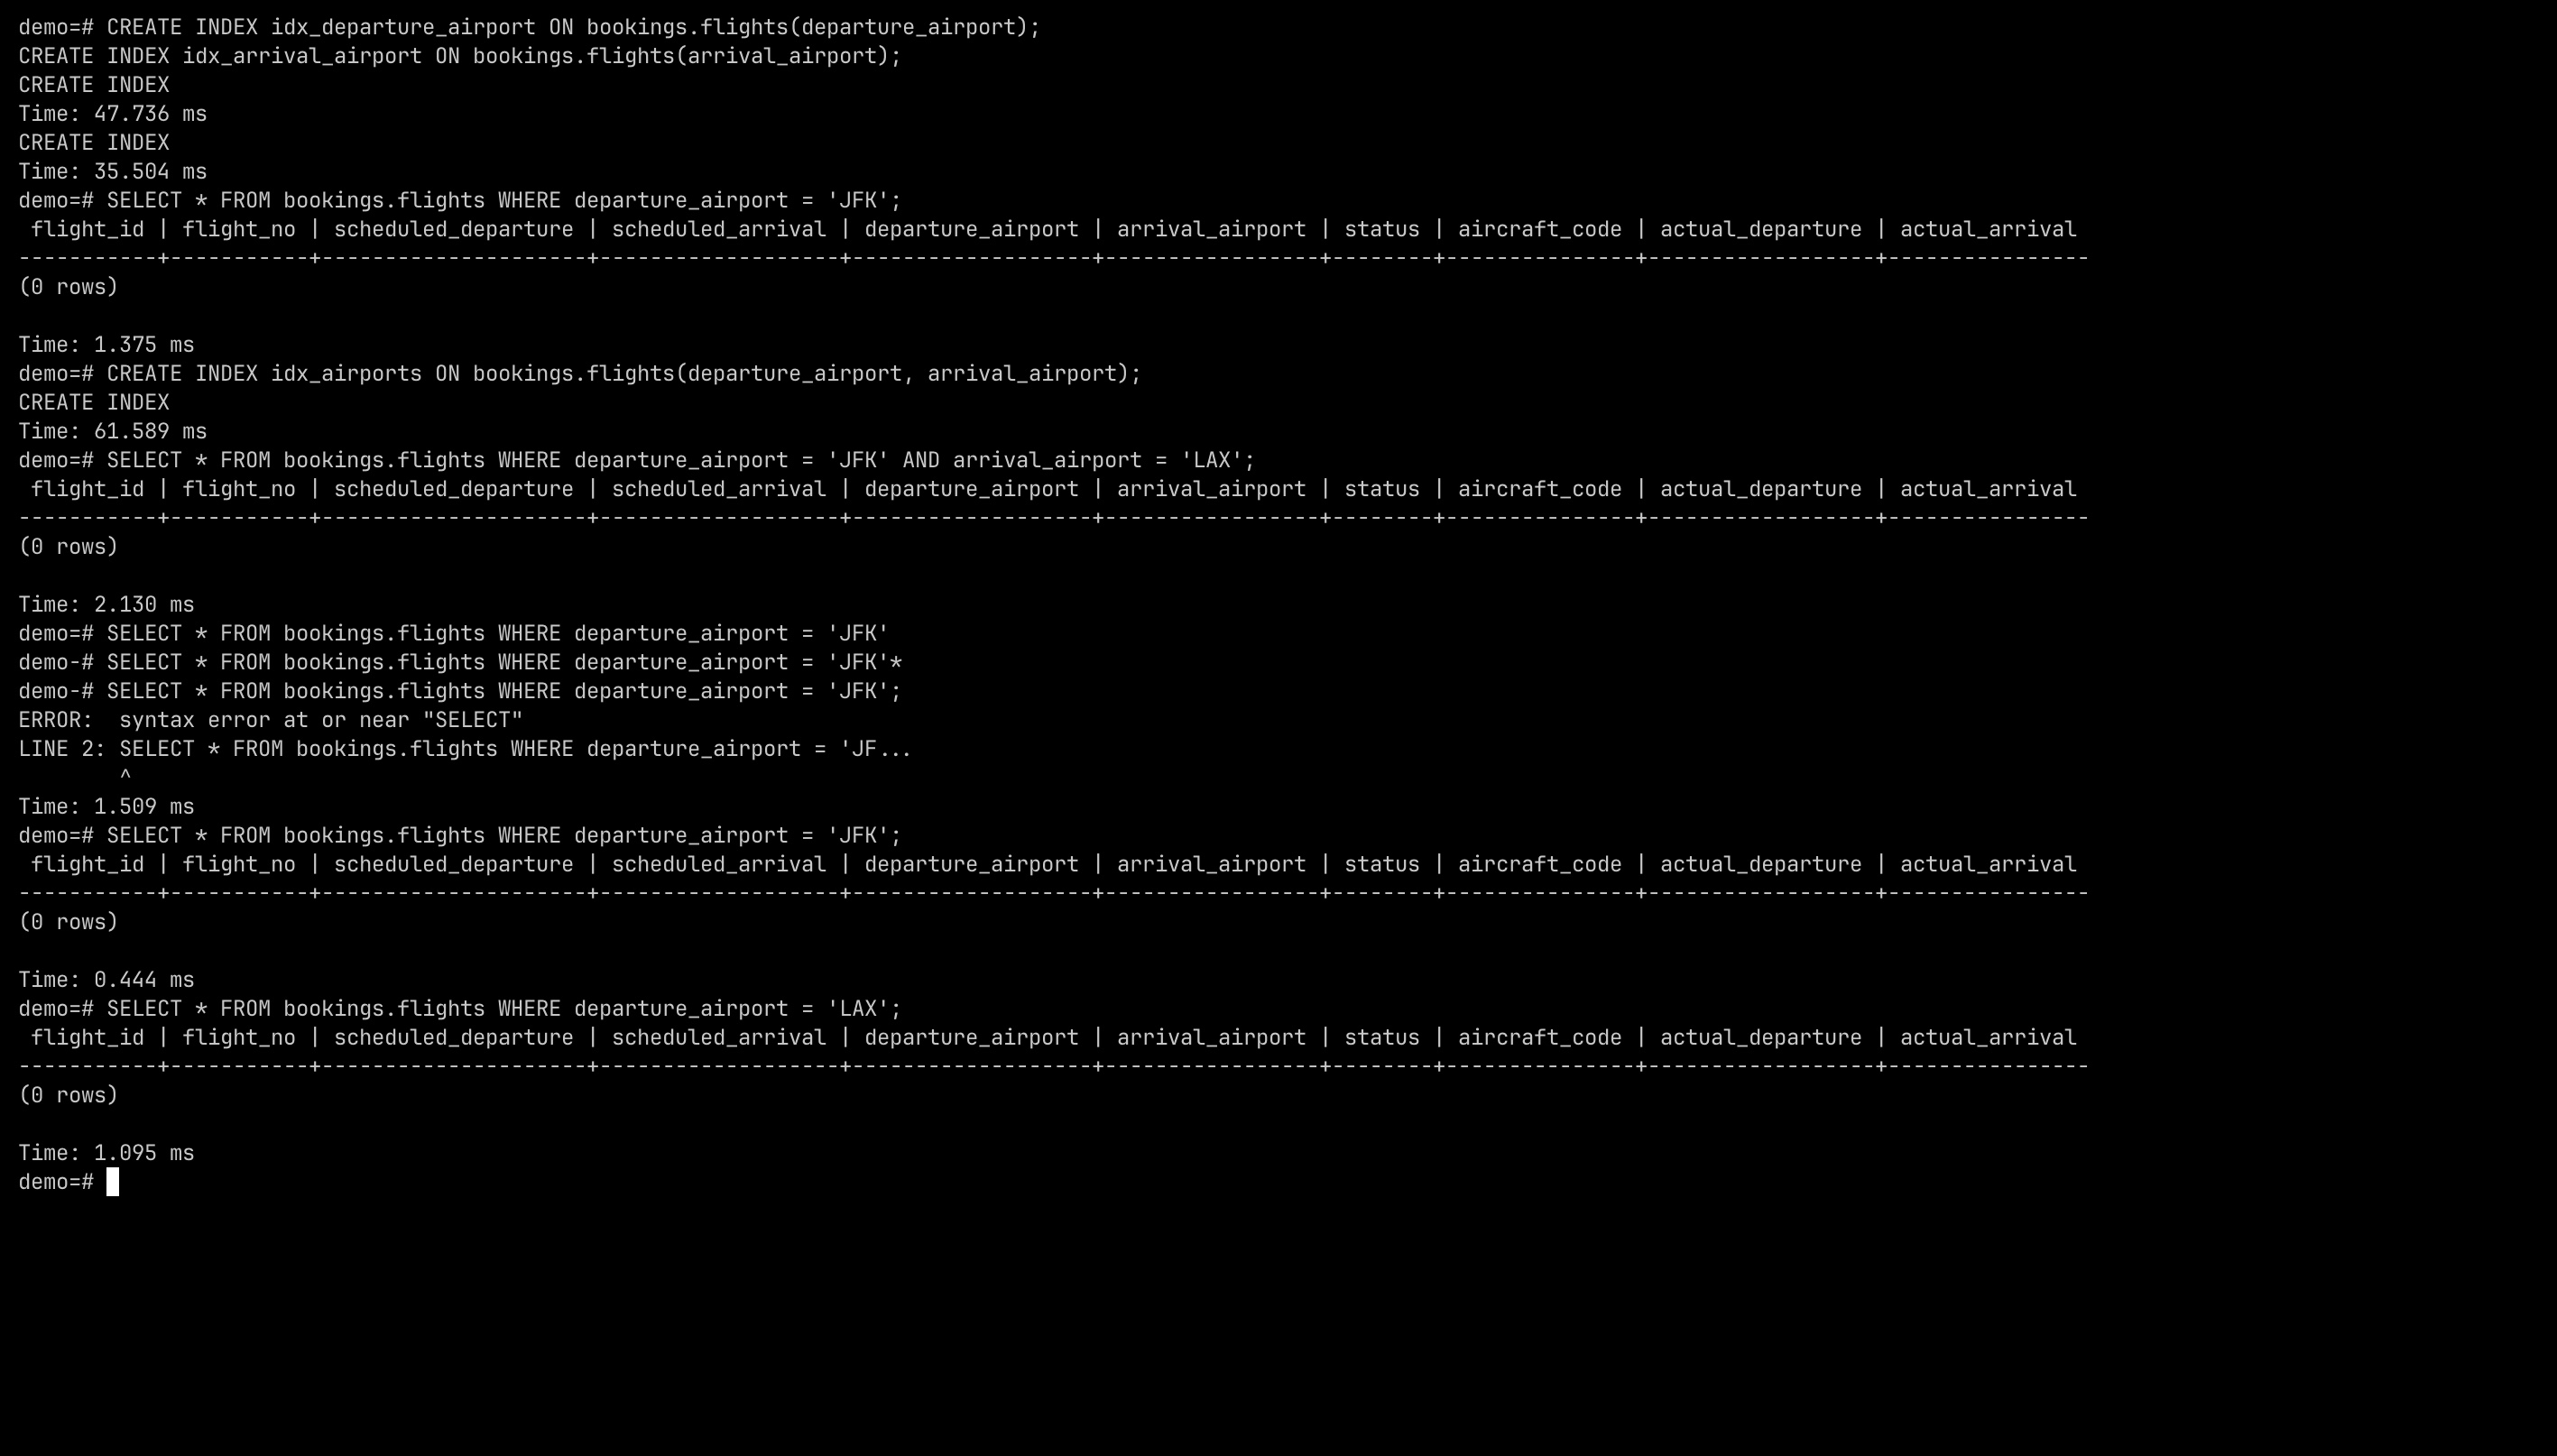 demo=# CREATE INDEX idx_departure_airport ON bookings.flights(departure_airport);
CREATE INDEX idx_arrival_airport ON bookings.flights(arrival_airport);
CREATE INDEX
Time: 47.736 ms
CREATE INDEX
Time: 35.504 ms
demo=# SELECT * FROM bookings.flights WHERE departure_airport = 'JFK';
 flight_id | flight_no | scheduled_departure | scheduled_arrival | departure_airport | arrival_airport | status | aircraft_code | actual_departure | actual_arrival
-----------+-----------+---------------------+-------------------+-------------------+-----------------+--------+---------------+------------------+----------------
(0 rows)

Time: 1.375 ms
demo=# CREATE INDEX idx_airports ON bookings.flights(departure_airport, arrival_airport);
CREATE INDEX
Time: 61.589 ms
demo=# SELECT * FROM bookings.flights WHERE departure_airport = 'JFK' AND arrival_airport = 'LAX';
 flight_id | flight_no | scheduled_departure | scheduled_arrival | departure_airport | arrival_airport | status | aircraft_code | actual_departure | actual_arrival
-----------+-----------+---------------------+-------------------+-------------------+-----------------+--------+---------------+------------------+----------------
(0 rows)

Time: 2.130 ms
demo=# SELECT * FROM bookings.flights WHERE departure_airport = 'JFK'
demo-# SELECT * FROM bookings.flights WHERE departure_airport = 'JFK'*
demo-# SELECT * FROM bookings.flights WHERE departure_airport = 'JFK';
ERROR:  syntax error at or near "SELECT"
LINE 2: SELECT * FROM bookings.flights WHERE departure_airport = 'JF...
        ^
Time: 1.509 ms
demo=# SELECT * FROM bookings.flights WHERE departure_airport = 'JFK';
 flight_id | flight_no | scheduled_departure | scheduled_arrival | departure_airport | arrival_airport | status | aircraft_code | actual_departure | actual_arrival
-----------+-----------+---------------------+-------------------+-------------------+-----------------+--------+---------------+------------------+----------------
(0 rows)

Time: 0.444 ms
demo=# SELECT * FROM bookings.flights WHERE departure_airport = 'LAX';
 flight_id | flight_no | scheduled_departure | scheduled_arrival | departure_airport | arrival_airport | status | aircraft_code | actual_departure | actual_arrival
-----------+-----------+---------------------+-------------------+-------------------+-----------------+--------+---------------+------------------+----------------
(0 rows)

Time: 1.095 ms
demo=#